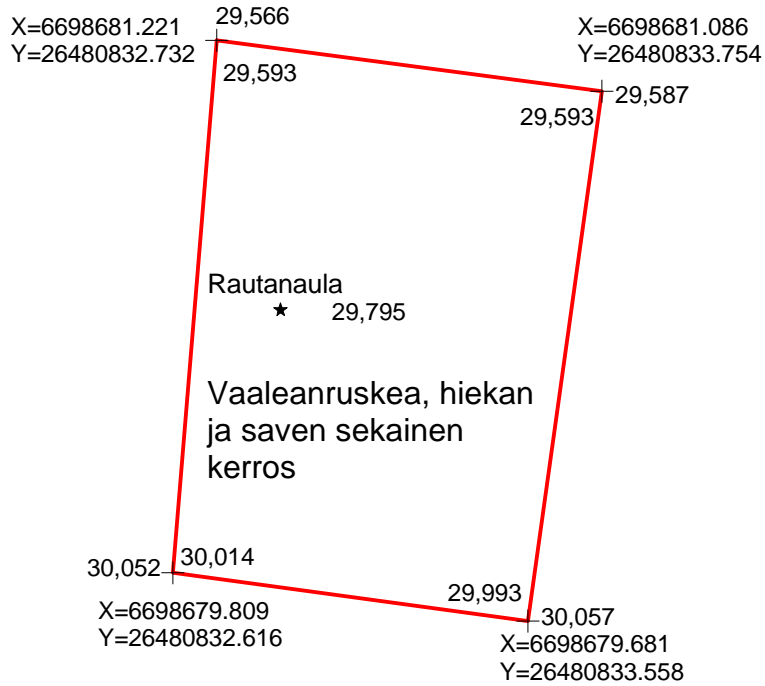 X=6698681.221
Y=26480832.732
29,566
29,593
X=6698681.086
Y=26480833.754
29,587
29,593
Rautanaula
29,795
Vaaleanruskea, hiekan
ja saven sekainen
kerros
30,052
30,014
X=6698679.809
Y=26480832.616
29,993
30,057
X=6698679.681
Y=26480833.558